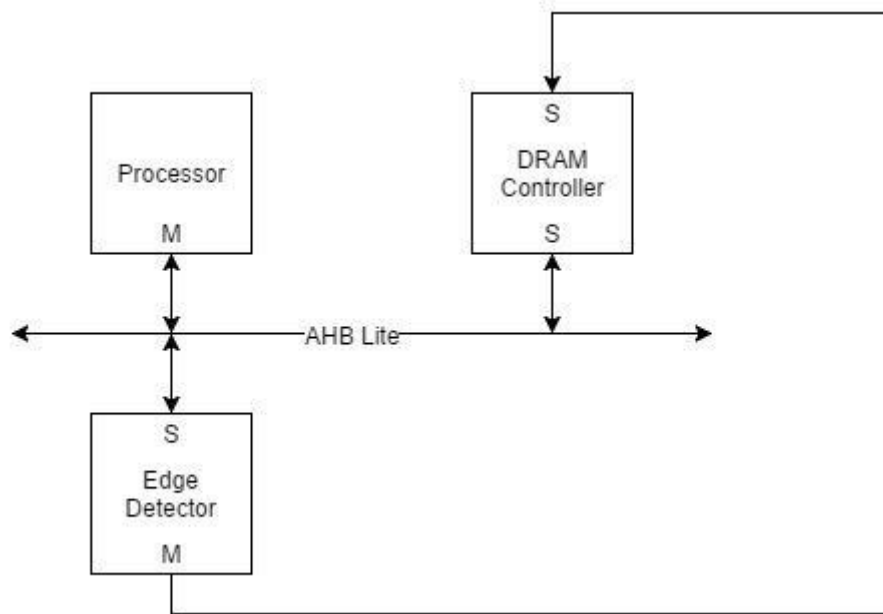 S
Processor
DRAM
Controller
M
S
AHB Lite
S
Edge
Detector
M